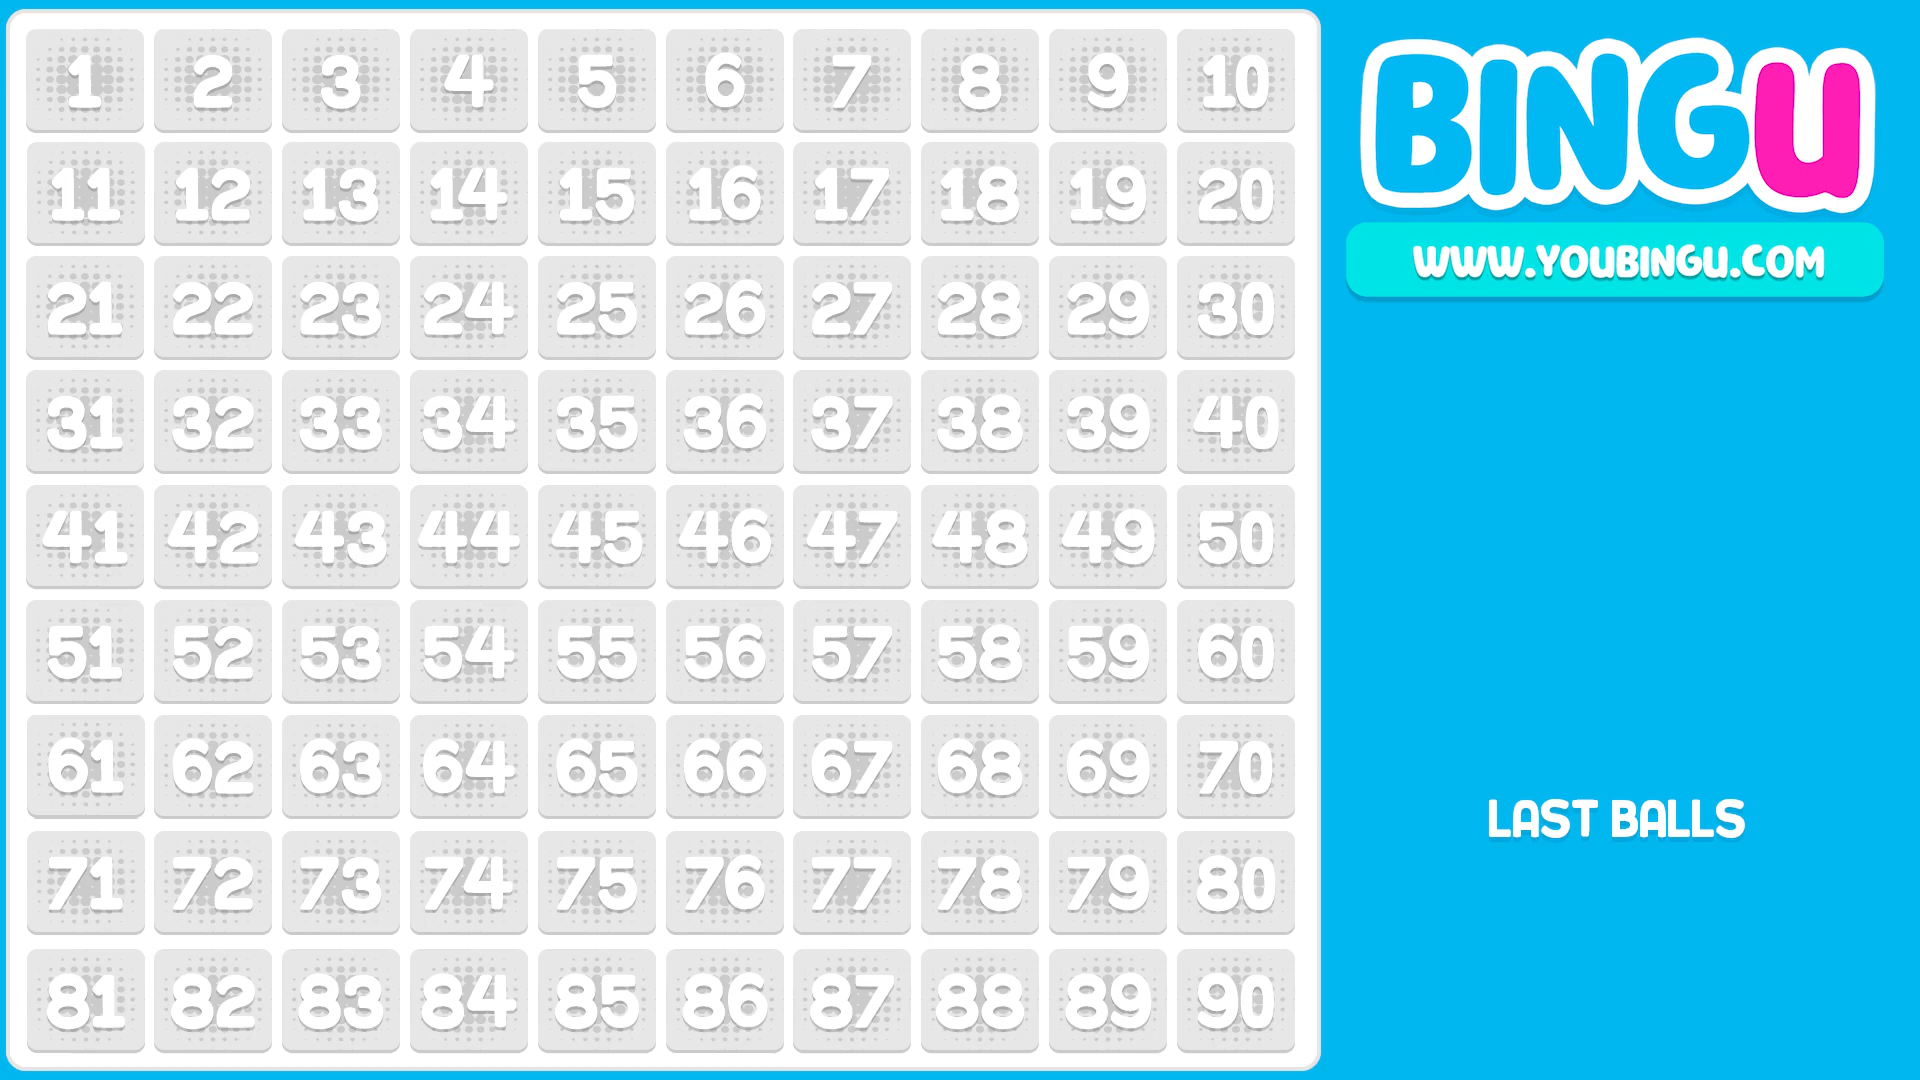 1 2 3 4 5 6 7 8 9 10
11 12 13 14 15 16 17 18 19 20
21 22 23 24 25 26 27 28 29 30
31 32 33 34 35 36 37 38 39 40
41 42 43 44 45 46 47 48 49 50
51 52 53 54 55 56 57 58 59 60
61 62 63 64 65 66 67 68 69 70
71 72 73 74 75 76 77 78 79 80
81 82 83 84 85 86 87 88 89 90
BINGU
WWW.YOUBINGU.COM
LAST BALLS